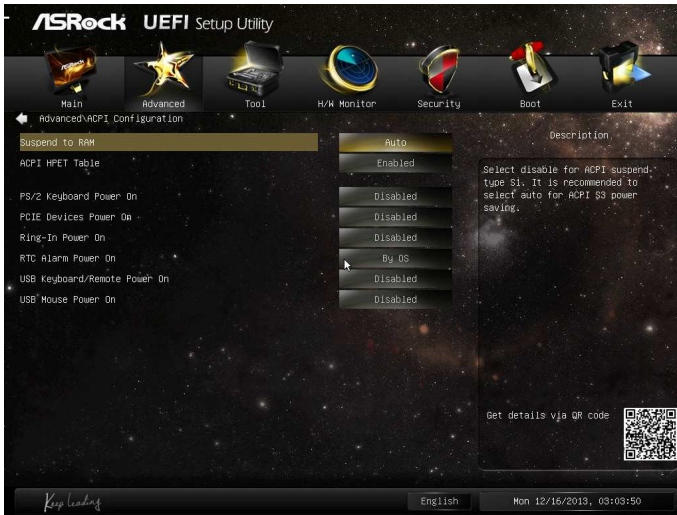 ASRock UEFI Setup Utility
Main
Advanced
Tool
H/W Monitor
Security
Boot
Exit
Advanced\ACPI Configuration
Description
Suspend to RAM Auto
ACPI HPET Table Enabled
PS/2 Keyboard Power On Disabled
PCIE Devices Power On Disabled
Ring-In Power On Disabled
RTC Alarm Power On By OS
USB Keyboard/Remote Power On Disabled
USB Mouse Power On Disabled
Select disable for ACPI suspend
type S1. It is recommended to
select auto for ACPI S3 power
saving.
Get details via QR code
Keep Leading
English
Mon 12/16/2013, 03:03:50